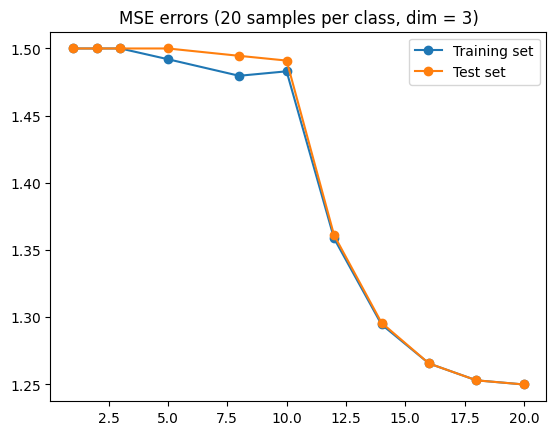 MSE errors (20 samples per class, dim = 3)
Training set
Test set
1.50
1.45
1.40
1.35
1.30
1.25
2.5 5.0 7.5 10.0 12.5 15.0 17.5 20.0